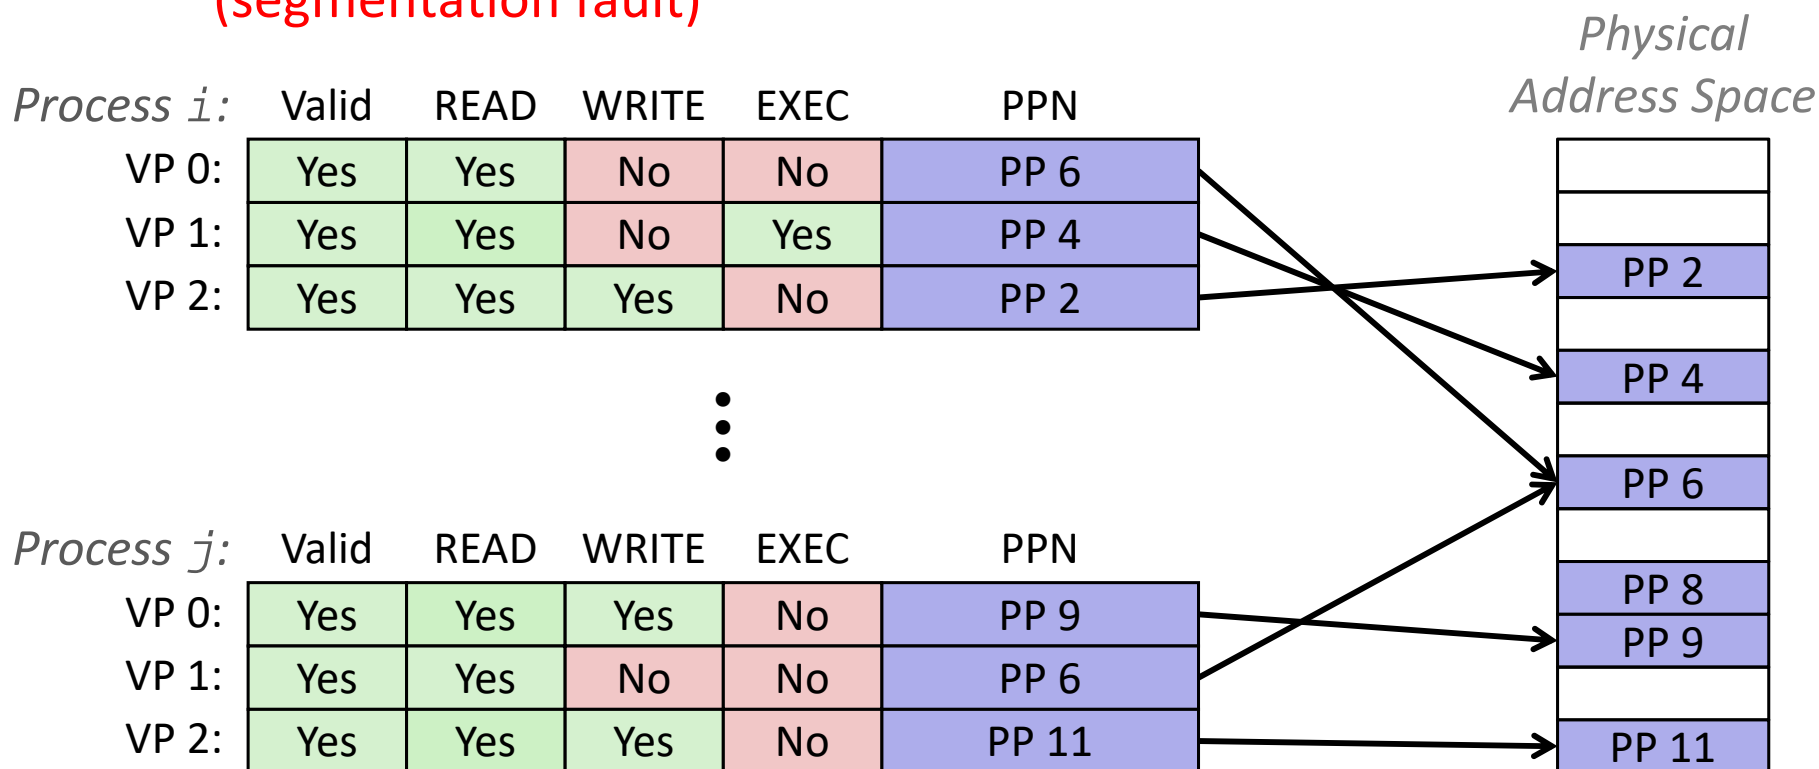 (segmentation fault)
Physical
Address Space
Process i: Valid READ WRITE EXEC PPN
VP 0: Yes Yes No No PP 6
VP 1: Yes Yes No Yes PP 4
VP 2: Yes Yes Yes No PP 2
PP 2
PP 4
PP 6
Process j: Valid READ WRITE EXEC PPN
VP 0: Yes Yes Yes No PP 9
VP 1: Yes Yes No No PP 6
VP 2: Yes Yes Yes No PP 11
PP 8
PP 9
PP 11